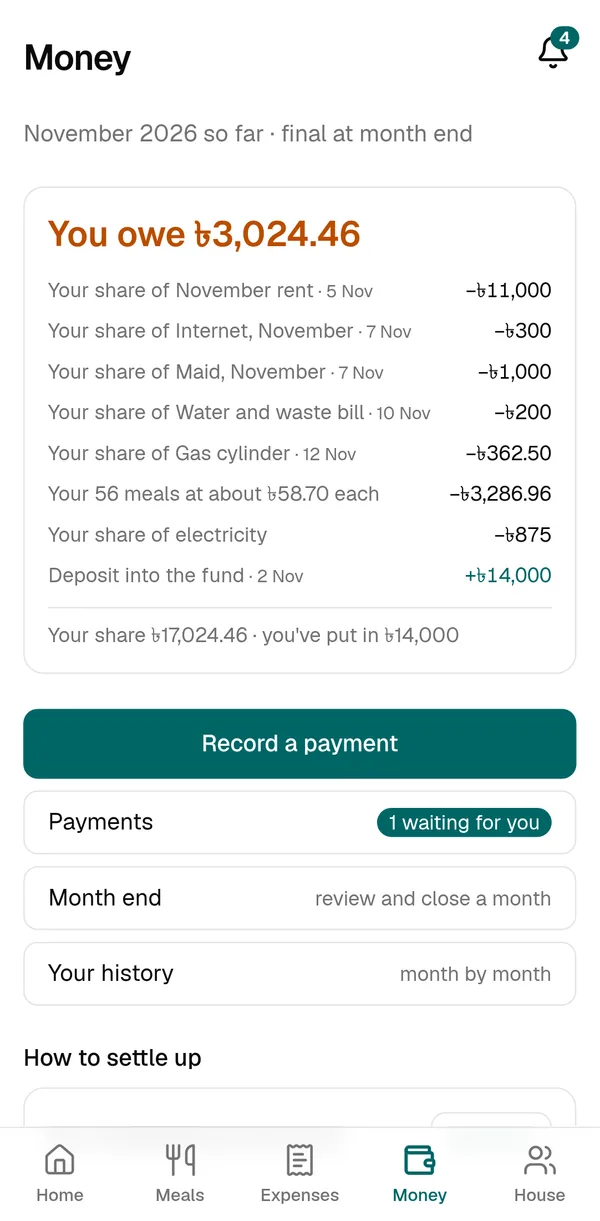 Money
4
November 2026 so far · final at month end
You owe ৳3,024.46
Your share of November rent · 5 Nov −৳11,000
Your share of Internet, November · 7 Nov −৳300
Your share of Maid, November · 7 Nov −৳1,000
Your share of Water and waste bill · 10 Nov −৳200
Your share of Gas cylinder · 12 Nov −৳362.50
Your 56 meals at about ৳58.70 each −৳3,286.96
Your share of electricity −৳875
Deposit into the fund · 2 Nov +৳14,000
Your share ৳17,024.46 · you've put in ৳14,000
Record a payment
Payments 1 waiting for you
Month end review and close a month
Your history month by month
How to settle up
Home Meals Expenses Money House